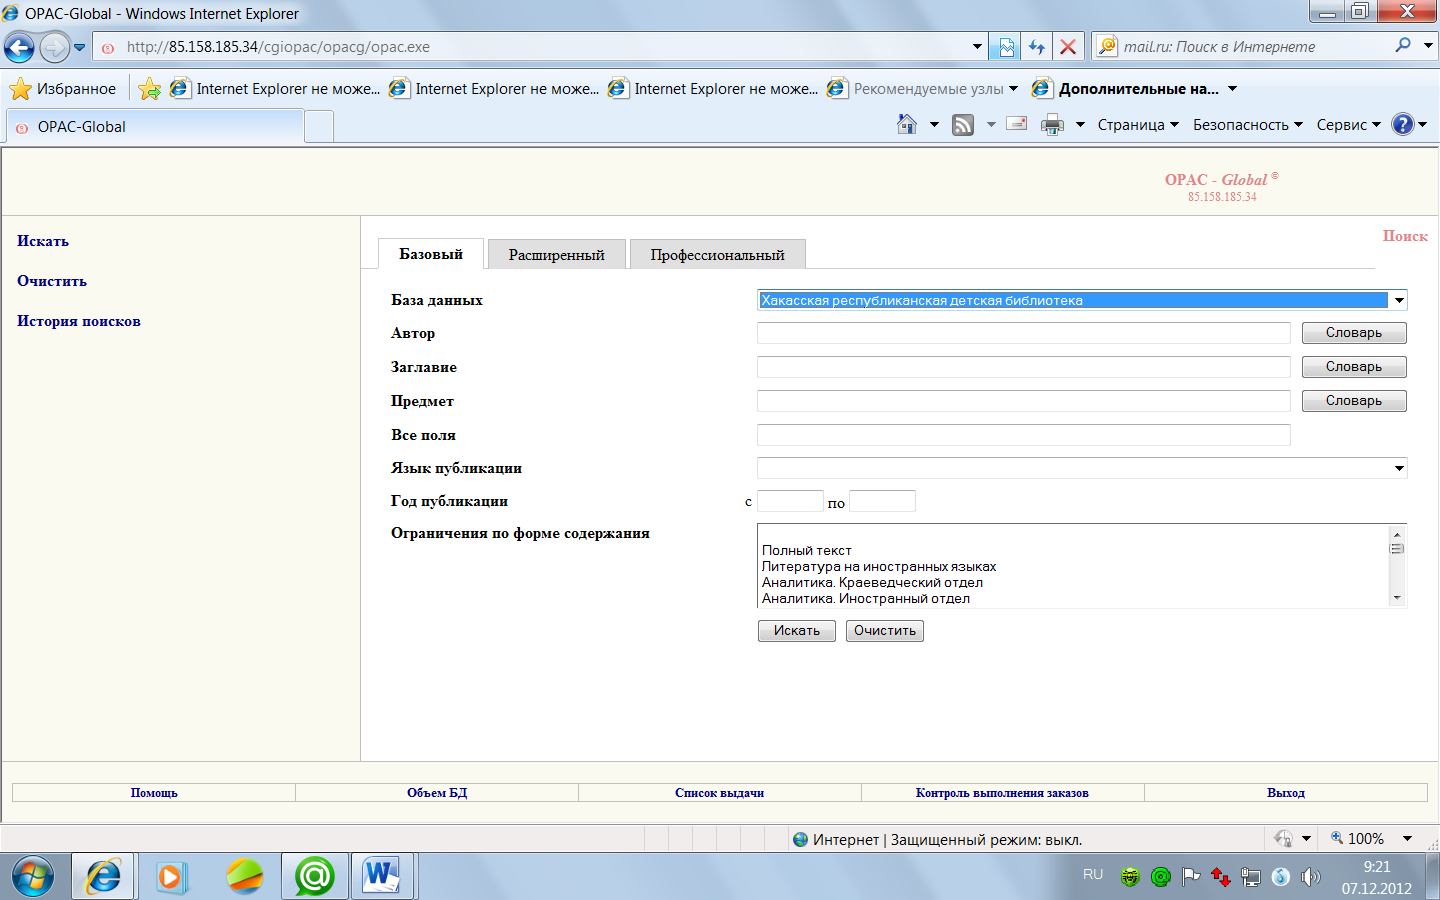 OPAC-Global - Windows Internet Explorer
http://85.158.185.34/cgiopac/opacg/opac.exe
mail.ru: Поиск в Интернете
Избранное
Internet Explorer не може...
Internet Explorer не може...
Internet Explorer не може...
Рекомендуемые узлы
Дополнительные на...
OPAC-Global
Страница
Безопасность
Сервис
OPAC - Global ©
85.158.185.34
Поиск
Искать
Очистить
История поисков
Базовый
Расширенный
Профессиональный
База данных
Хакасская республиканская детская библиотека
Автор
Словарь
Заглавие
Словарь
Предмет
Словарь
Все поля
Язык публикации
Год публикации
с
по
Ограничения по форме содержания
Полный текст
Литература на иностранных языках
Аналитика. Краеведческий отдел
Аналитика. Иностранный отдел
Искать
Очистить
Помощь
Объем БД
Список выдачи
Контроль выполнения заказов
Выход
Интернет | Защищенный режим: выкл.
100%
RU
9:21
07.12.2012